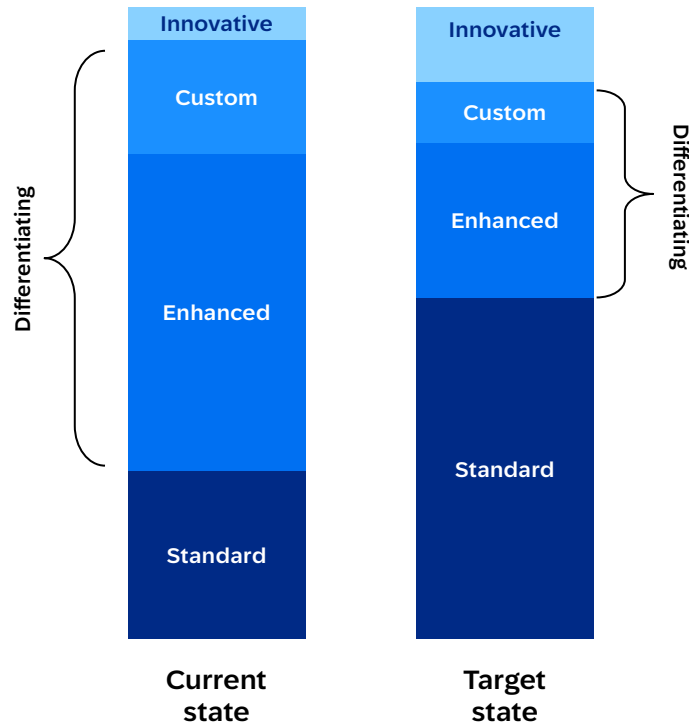 Innovative
Custom
Enhanced
Standard
Differentiating
Current
state
Innovative
Custom
Enhanced
Standard
Differentiating
Target
state